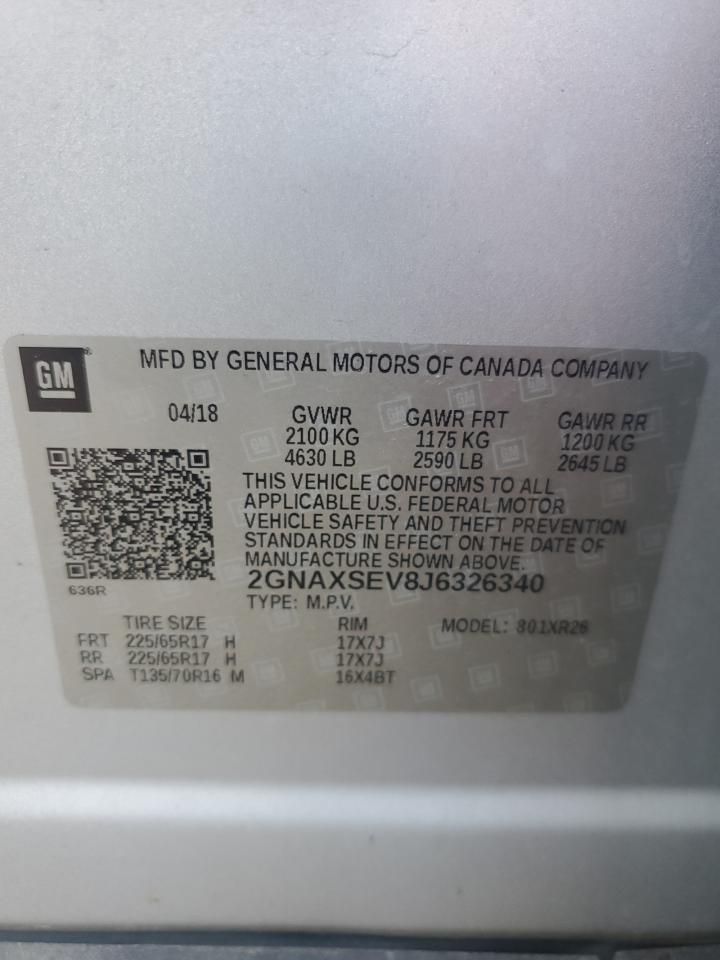 GM
MFD BY GENERAL MOTORS OF CANADA COMPANY
04/18 GVWR GAWR FRT GAWR RR
2100 KG 1175 KG 1200 KG
4630 LB 2590 LB 2645 LB
THIS VEHICLE CONFORMS TO ALL
APPLICABLE U.S. FEDERAL MOTOR
VEHICLE SAFETY AND THEFT PREVENTION
STANDARDS IN EFFECT ON THE DATE OF
MANUFACTURE SHOWN ABOVE.
636R
2GNAXSEV8J6326340
TYPE: M.P.V.
TIRE SIZE RIM MODEL: 801XR26
FRT 225/65R17 H 17X7J
RR 225/65R17 H 17X7J
SPA T135/70R16 M 16X4BT